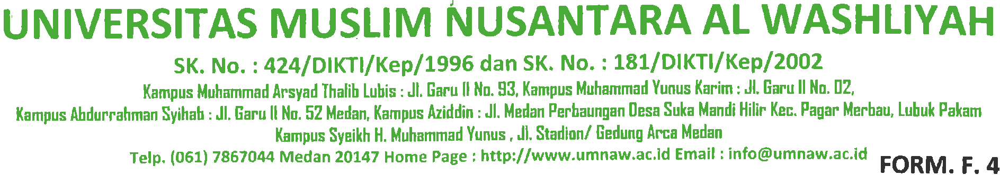 UNIVERSITAS MUSLIM NUSANTARA AL WASHLIYAH
SK. No. : 424/DIKTI/Kep/1996 dan SK. No. : 181/DIKTI/Kep/2002
Kampus Muhammad Arsyad Thalib Lubis : Jl. Garu II No. 93, Kampus Muhammad Yunus Karim : Jl. Garu II No. 02,
Kampus Abdurrahman Syihab : Jl. Garu II No. 52 Medan, Kampus Aziddin : Jl. Medan Perbaungan Desa Suka Mandi Hilir Kec. Pagar Merbau, Lubuk Pakam
Kampus Syeikh H. Muhammad Yunus , Jl. Stadion/ Gedung Arca Medan
Telp. (061) 7867044 Medan 20147 Home Page : http://www.umnaw.ac.id Email : info@umnaw.ac.id
FORM. F. 4